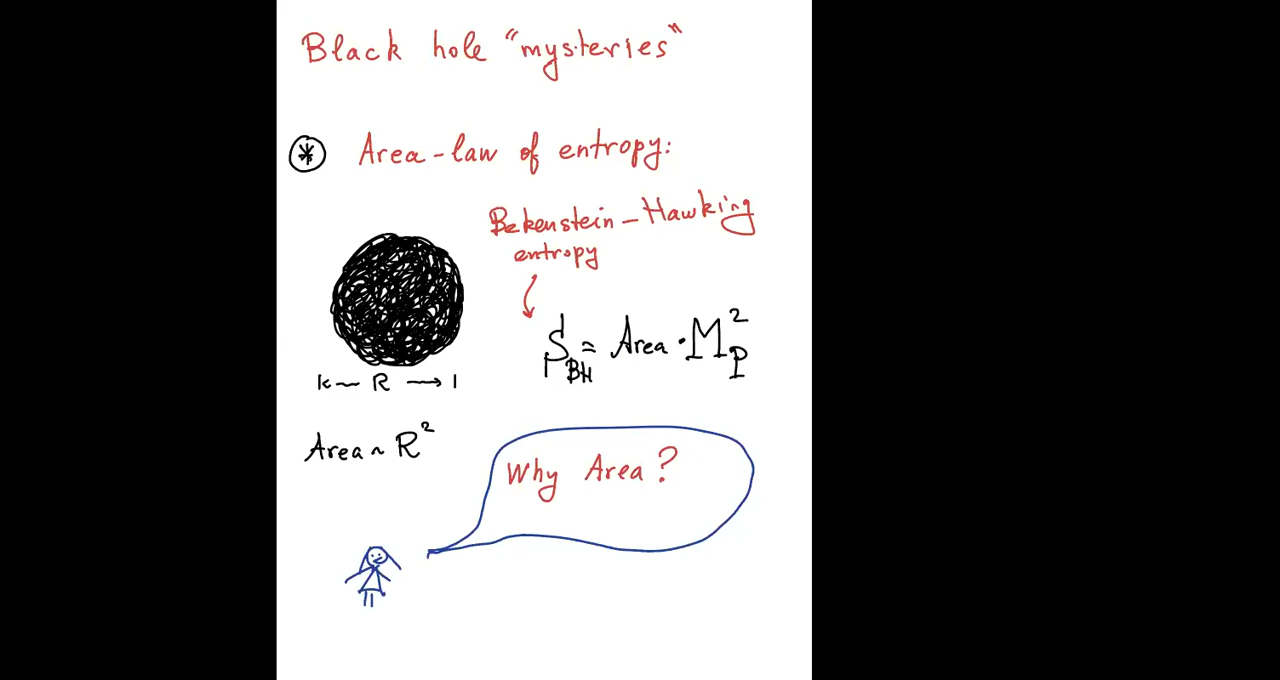 Black hole "mysteries"
* Area-law of entropy:
Bekenstein-Hawking
entropy
S_BH ≈ Area · M_P^2
R
Area ~ R^2
Why Area?